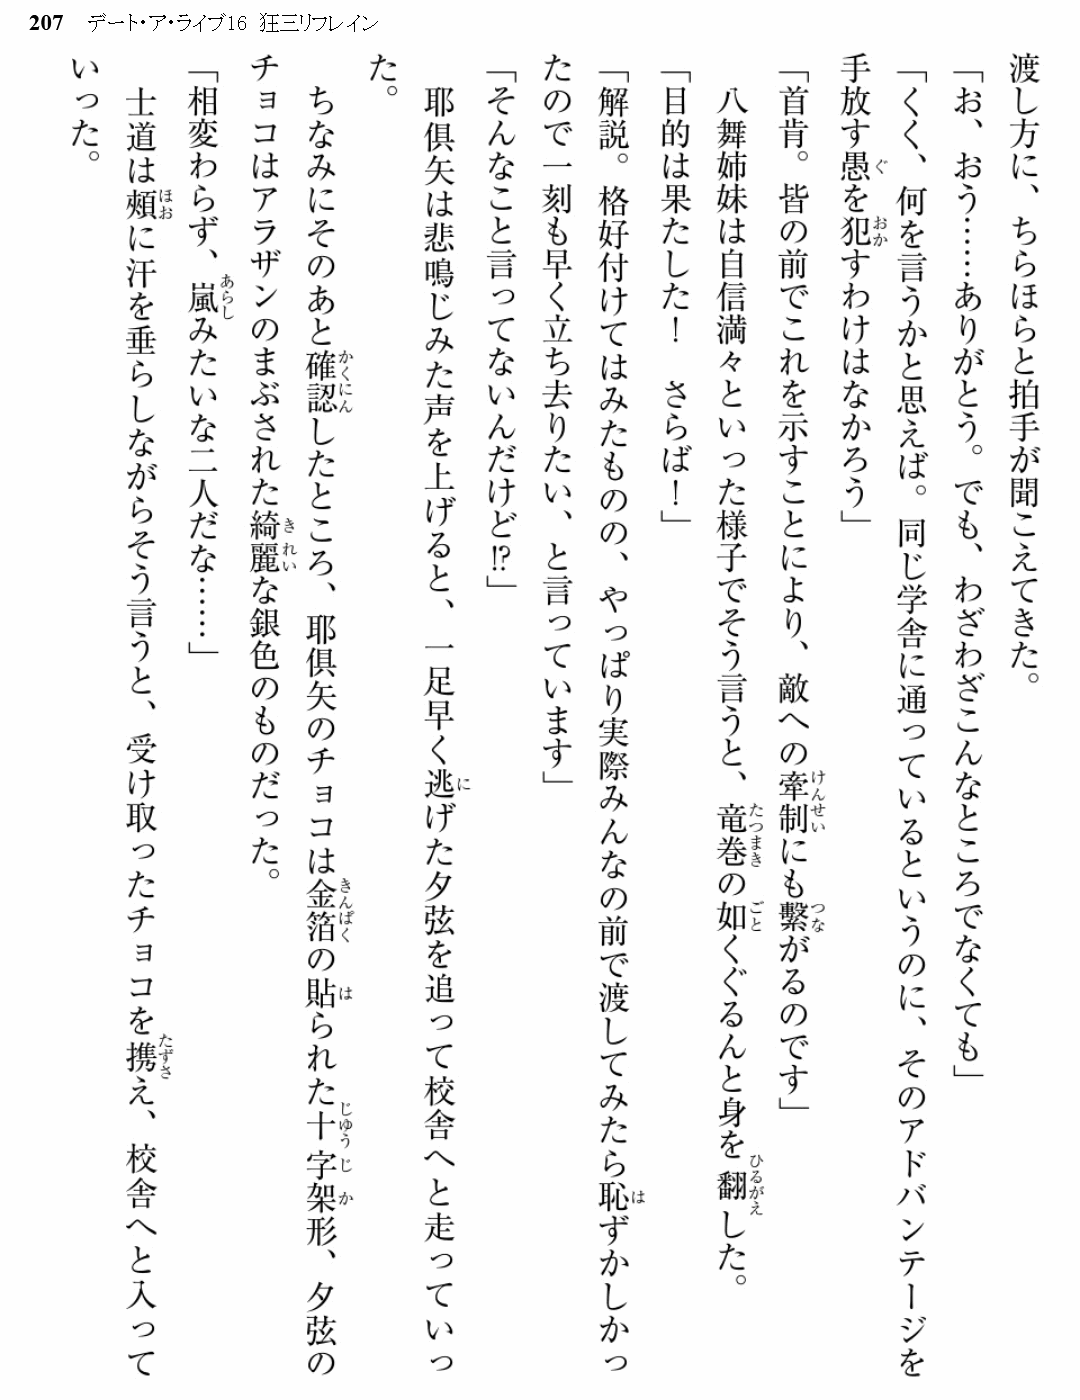 207 デート・ア・ライブ16 狂三リフレイン
渡し方に、ちらほらと拍手が聞こえてきた。
「お、おう……ありがとう。でも、わざわざこんなところでなくても」
「くく、何を言うかと思えば。同じ学舎に通っているというのに、そのアドバンテージを
手放す愚を犯すわけはなかろう」
「首肯。皆の前でこれを示すことにより、敵への牽制にも繫がるのです」
八舞姉妹は自信満々といった様子でそう言うと、竜巻の如くぐるんと身を翻した。
「目的は果たした！　さらば！」
「解説。格好付けてはみたものの、やっぱり実際みんなの前で渡してみたら恥ずかしかっ
たので一刻も早く立ち去りたい、と言っています」
「そんなこと言ってないんだけど!?」
耶倶矢は悲鳴じみた声を上げると、一足早く逃げた夕弦を追って校舎へと走っていっ
た。
ちなみにそのあと確認したところ、耶倶矢のチョコは金箔の貼られた十字架形、夕弦の
チョコはアラザンのまぶされた綺麗な銀色のものだった。
「相変わらず、嵐みたいな二人だな……」
士道は頰に汗を垂らしながらそう言うと、受け取ったチョコを携え、校舎へと入って
いった。